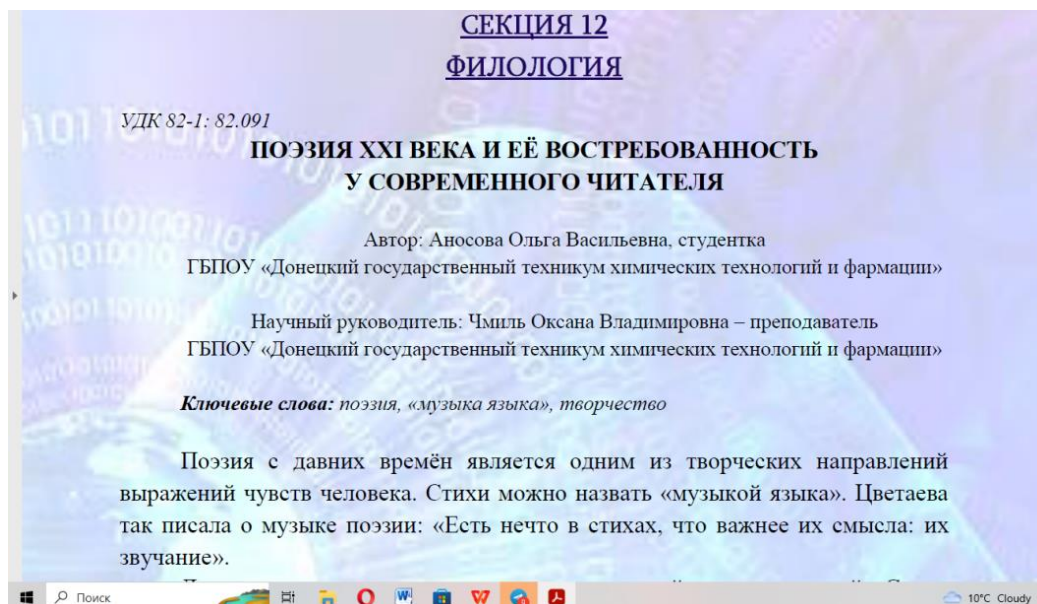 СЕКЦИЯ 12
ФИЛОЛОГИЯ
УДК 82-1: 82.091
ПОЭЗИЯ XXI ВЕКА И ЕЁ ВОСТРЕБОВАННОСТЬ
У СОВРЕМЕННОГО ЧИТАТЕЛЯ
Автор: Аносова Ольга Васильевна, студентка
ГБПОУ «Донецкий государственный техникум химических технологий и фармации»
Научный руководитель: Чмиль Оксана Владимировна – преподаватель
ГБПОУ «Донецкий государственный техникум химических технологий и фармации»
Ключевые слова: поэзия, «музыка языка», творчество
Поэзия с давних времён является одним из творческих направлений
выражений чувств человека. Стихи можно назвать «музыкой языка». Цветаева
так писала о музыке поэзии: «Есть нечто в стихах, что важнее их смысла: их
звучание».
Поиск
10°C Cloudy